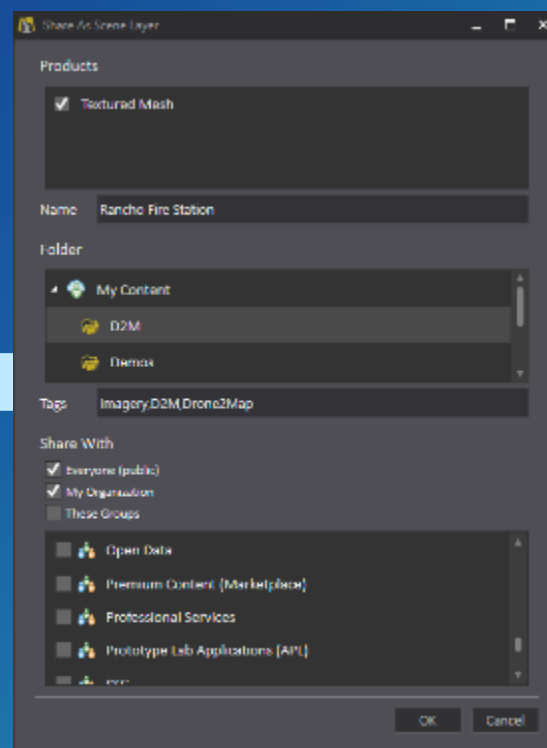 Share As Scene Layer
Products
Textured Mesh
Name Rancho Fire Station
Folder
My Content
D2M
Demos
Tags Imagery,D2M,Drone2Map
Share With
Everyone (public)
My Organization
These Groups
Open Data
Premium Content (Marketplace)
Professional Services
Prototype Lab Applications (APL)
OK Cancel